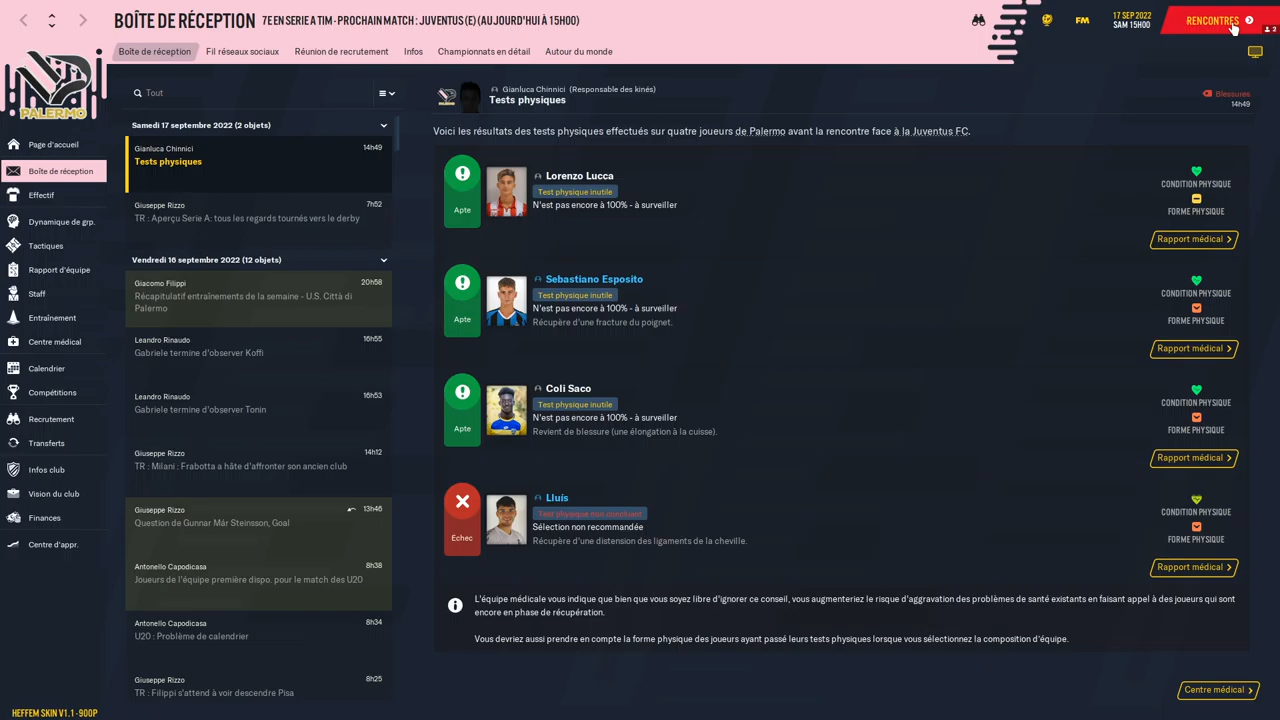 BOÎTE DE RÉCEPTION 7E EN SERIE A TIM - PROCHAIN MATCH : JUVENTUS (E) (AUJOURD'HUI À 15H00)
FM
17 SEP 2022
SAM 15H00
RENCONTRES
2
Boîte de réception Fil réseaux sociaux Réunion de recrutement Infos Championnats en détail Autour du monde
PALERMO
Page d'accueil
Boîte de réception
Effectif
Dynamique de grp.
Tactiques
Rapport d'équipe
Staff
Entraînement
Centre médical
Calendrier
Compétitions
Recrutement
Transferts
Infos club
Vision du club
Finances
Centre d'appr.
HEFFEM SKIN V1.1 - 900P
Tout
Samedi 17 septembre 2022 (2 objets)
Gianluca Chinnici 14h49
Tests physiques
Giuseppe Rizzo 7h52
TR : Aperçu Serie A: tous les regards tournés vers le derby
Vendredi 16 septembre 2022 (12 objets)
Giacomo Filippi 20h58
Récapitulatif entraînements de la semaine - U.S. Città di
Palermo
Leandro Rinaudo 16h55
Gabriele termine d'observer Koffi
Leandro Rinaudo 16h53
Gabriele termine d'observer Tonin
Giuseppe Rizzo 14h12
TR : Milani : Frabotta a hâte d'affronter son ancien club
Giuseppe Rizzo 13h46
Question de Gunnar Már Steinsson, Goal
Antonello Capodicasa 8h38
Joueurs de l'équipe première dispo. pour le match des U20
Antonello Capodicasa 8h34
U20 : Problème de calendrier
Giuseppe Rizzo 8h25
TR : Filippi s'attend à voir descendre Pisa
Gianluca Chinnici (Responsable des kinés)
Tests physiques
Blessures
14h49
Voici les résultats des tests physiques effectués sur quatre joueurs de Palermo avant la rencontre face à la Juventus FC.
Apte
Lorenzo Lucca
Test physique inutile
N'est pas encore à 100% - à surveiller
CONDITION PHYSIQUE
FORME PHYSIQUE
Rapport médical
Apte
Sebastiano Esposito
Test physique inutile
N'est pas encore à 100% - à surveiller
Récupère d'une fracture du poignet.
CONDITION PHYSIQUE
FORME PHYSIQUE
Rapport médical
Apte
Coli Saco
Test physique inutile
N'est pas encore à 100% - à surveiller
Revient de blessure (une élongation à la cuisse).
CONDITION PHYSIQUE
FORME PHYSIQUE
Rapport médical
Echec
Lluís
Test physique non concluant
Sélection non recommandée
Récupère d'une distension des ligaments de la cheville.
CONDITION PHYSIQUE
FORME PHYSIQUE
Rapport médical
L'équipe médicale vous indique que bien que vous soyez libre d'ignorer ce conseil, vous augmenteriez le risque d'aggravation des problèmes de santé existants en faisant appel à des joueurs qui sont
encore en phase de récupération.
Vous devriez aussi prendre en compte la forme physique des joueurs ayant passé leurs tests physiques lorsque vous sélectionnez la composition d'équipe.
Centre médical